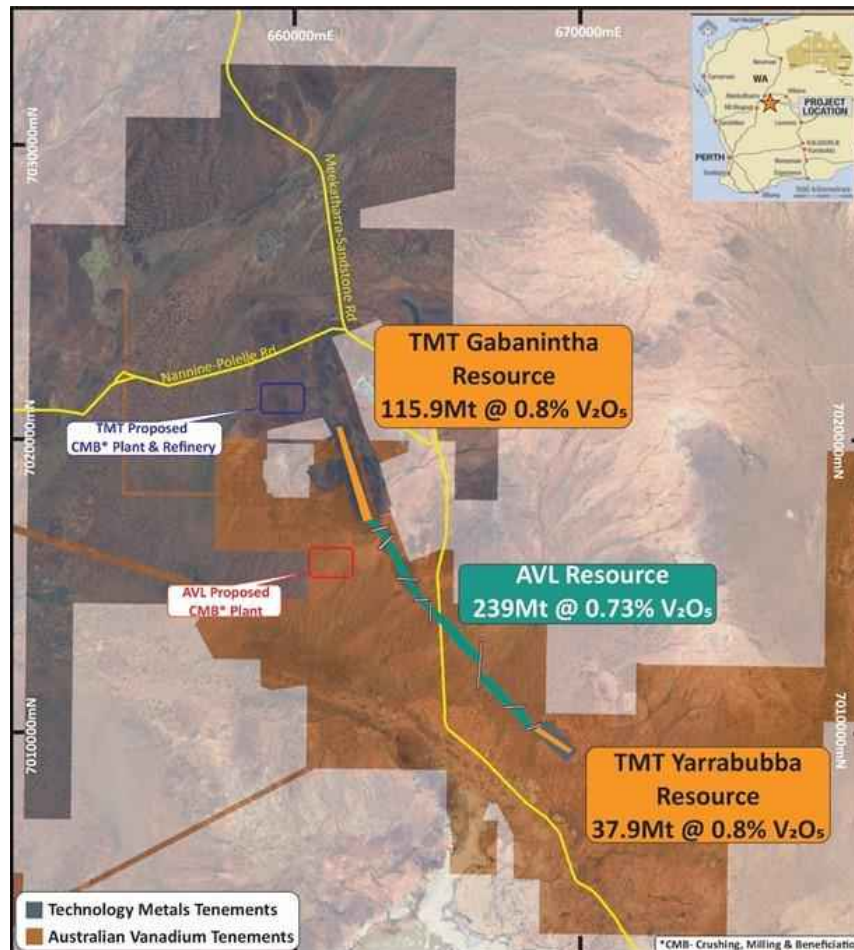 660000mE
670000mE
7030000mN
7020000mN
7020000mN
7010000mN
7010000mN
WA
PROJECT
LOCATION
PERTH
Meekatharra-Sandstone Rd
Nannine-Polelle Rd
TMT Gabanintha
Resource
115.9Mt @ 0.8% V₂O₅
TMT Proposed
CMB* Plant & Refinery
AVL Proposed
CMB* Plant
AVL Resource
239Mt @ 0.73% V₂O₅
TMT Yarrabubba
Resource
37.9Mt @ 0.8% V₂O₅
Technology Metals Tenements
Australian Vanadium Tenements
*CMB- Crushing, Milling & Beneficiatio